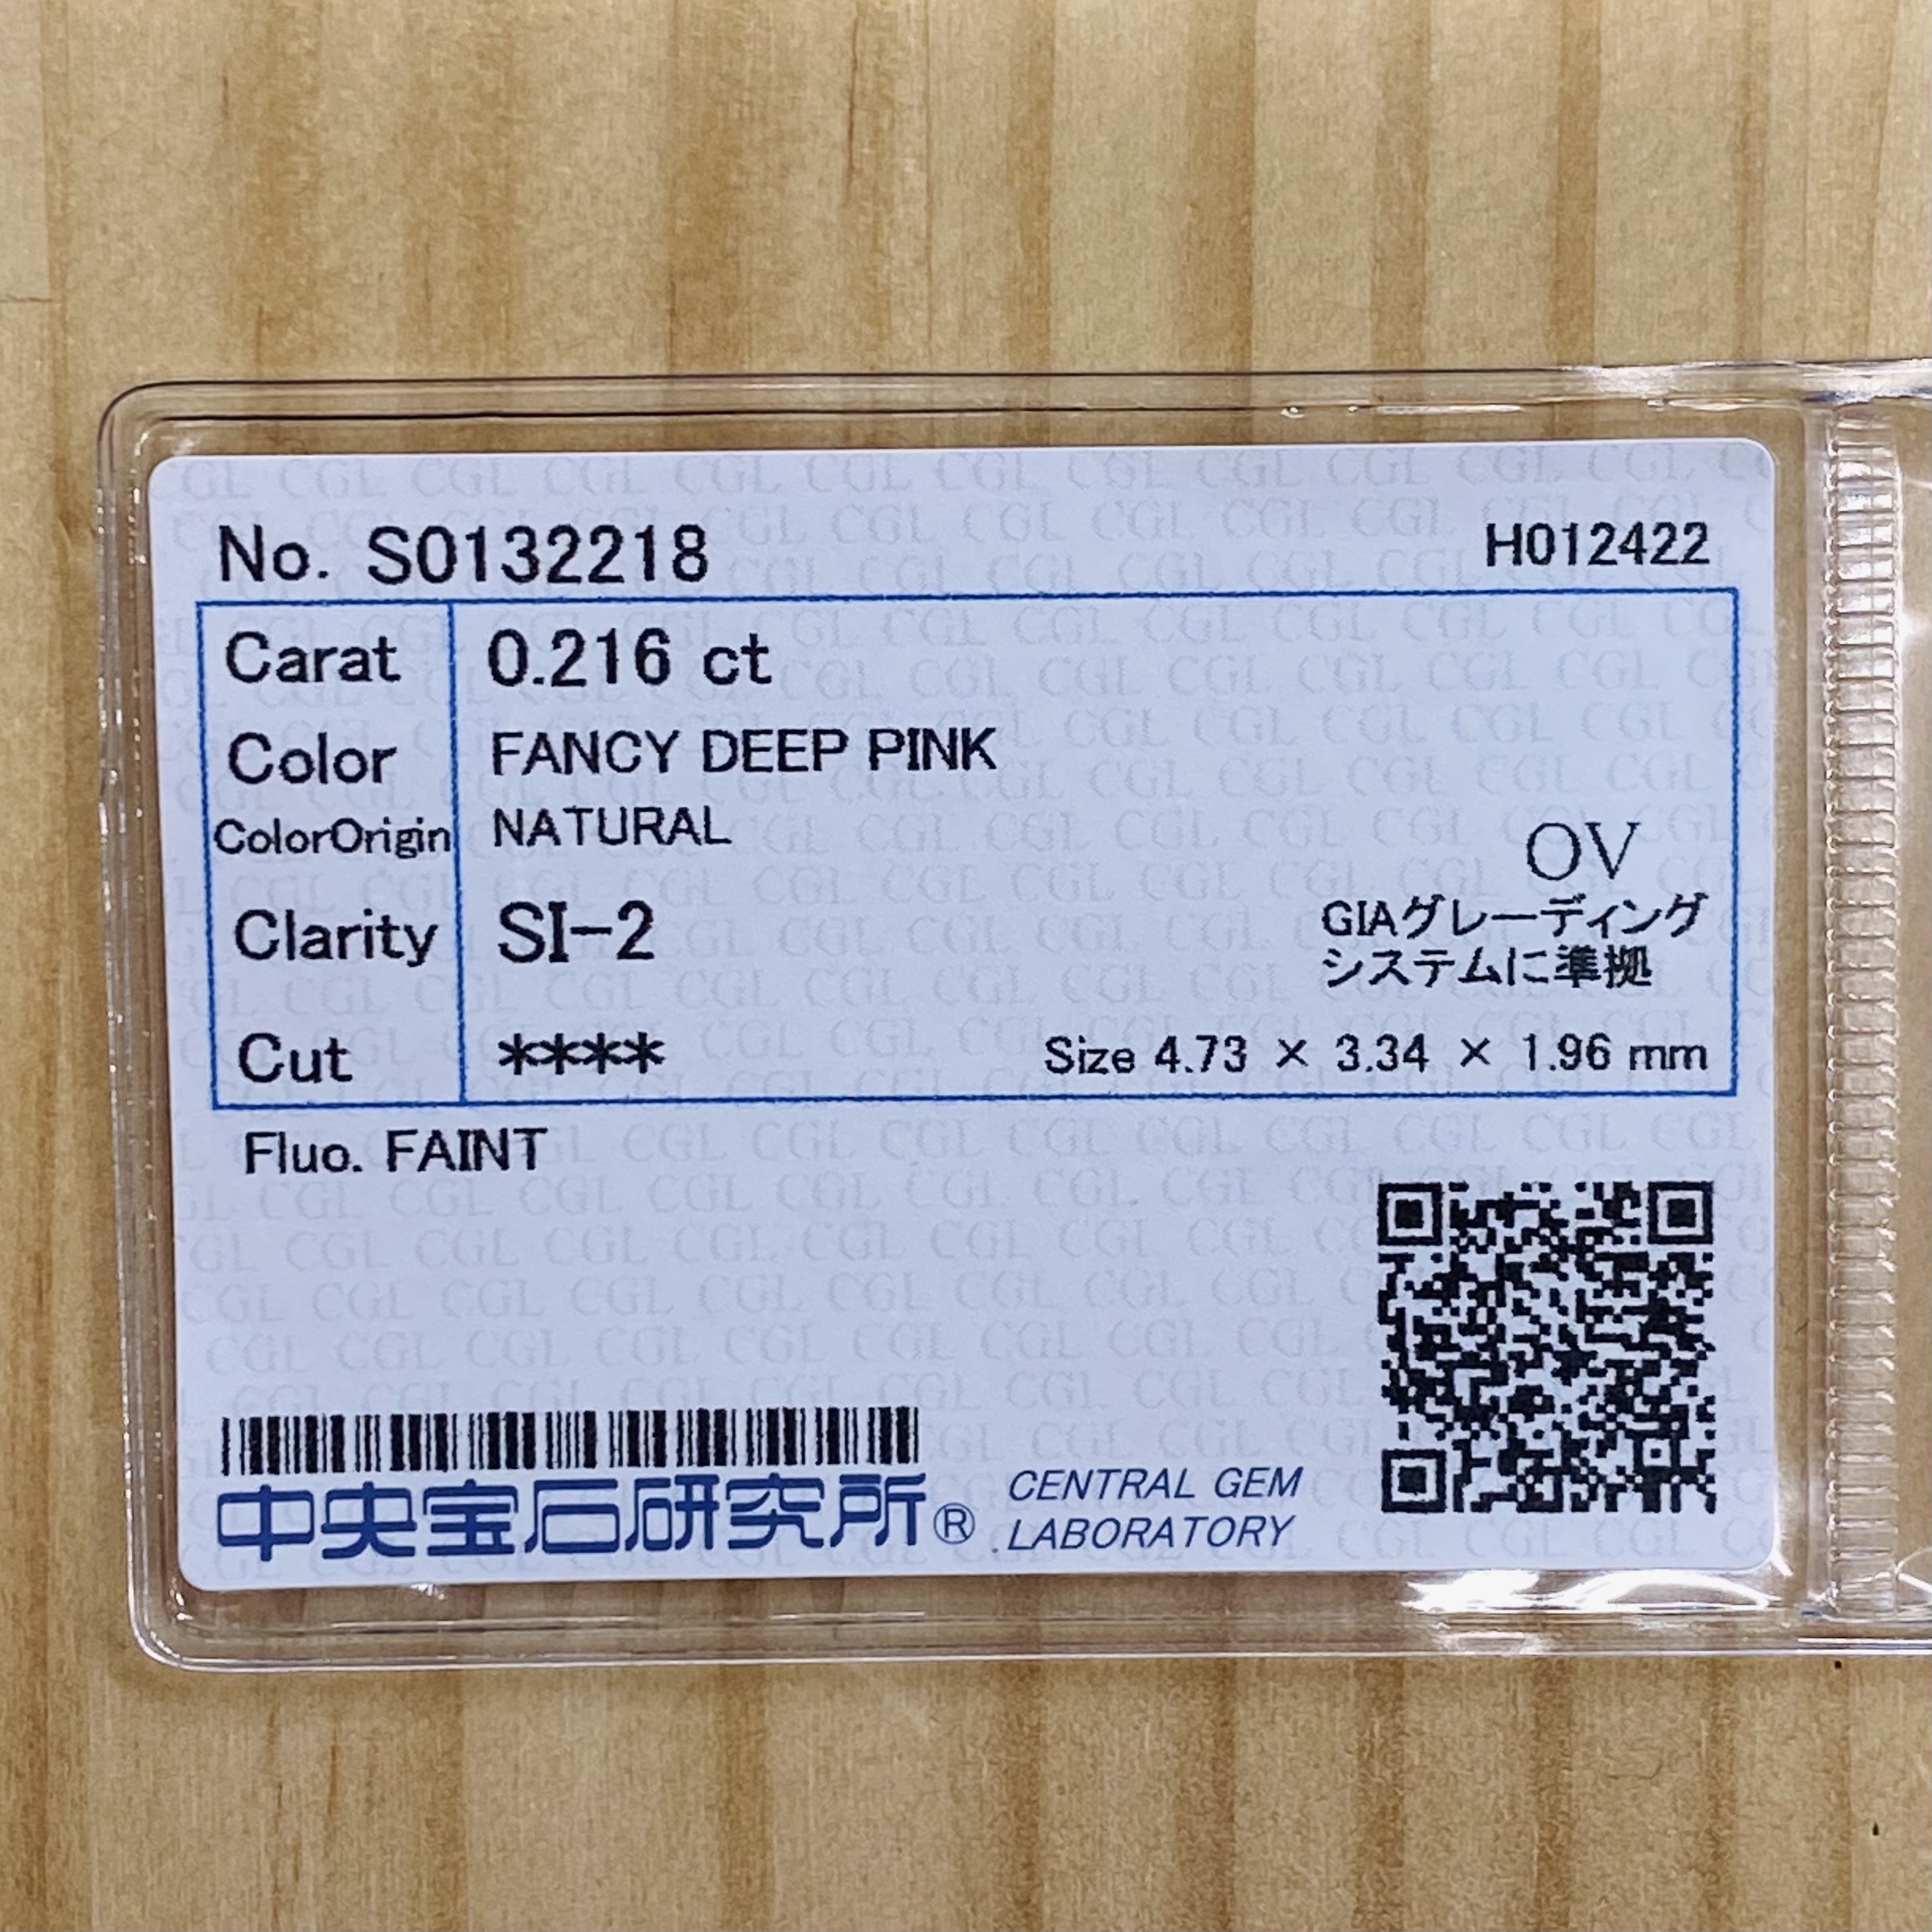 No. S0132218
H012422
Carat 0.216 ct
Color FANCY DEEP PINK
ColorOrigin NATURAL
OV
Clarity SI-2
GIAグレーディング
システムに準拠
Cut ****
Size 4.73 × 3.34 × 1.96 mm
Fluo. FAINT
中央宝石研究所®
CENTRAL GEM
LABORATORY